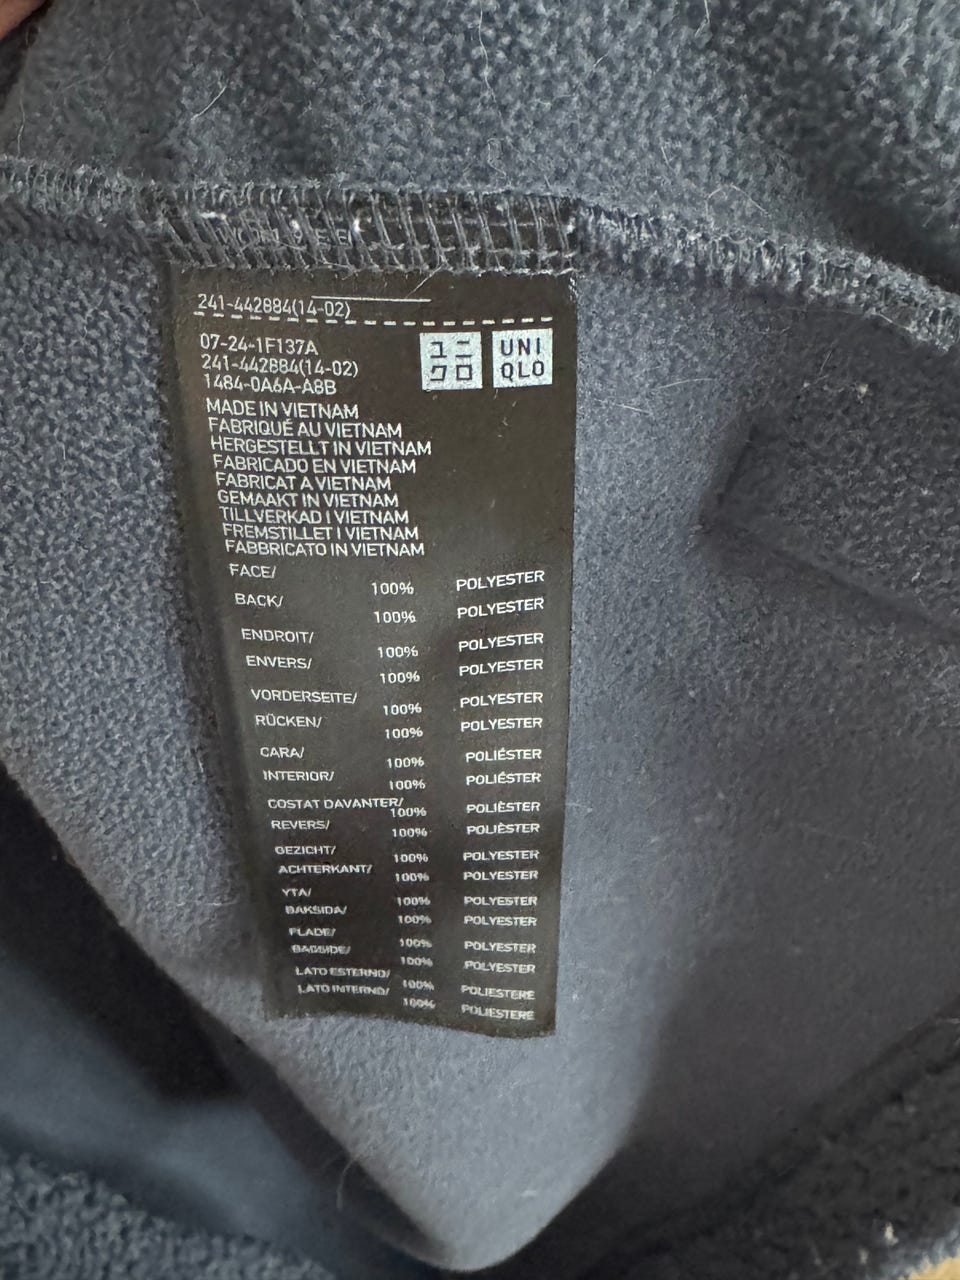 241-442884(14-02)
07-24-1F137A
241-442884(14-02)
1484-0A6A-A8B
ユニ
クロ
UNI
QLO
MADE IN VIETNAM
FABRIQUÉ AU VIETNAM
HERGESTELLT IN VIETNAM
FABRICADO EN VIETNAM
FABRICAT A VIETNAM
GEMAAKT IN VIETNAM
TILLVERKAD I VIETNAM
FREMSTILLET I VIETNAM
FABBRICATO IN VIETNAM
FACE/
100% POLYESTER
BACK/
100% POLYESTER
ENDROIT/
100% POLYESTER
ENVERS/
100% POLYESTER
VORDERSEITE/
100% POLYESTER
RÜCKEN/
100% POLYESTER
CARA/
100% POLIÉSTER
INTERIOR/
100% POLIÉSTER
COSTAT DAVANTER/
100% POLIÈSTER
REVERS/
100% POLIÈSTER
GEZICHT/
100% POLYESTER
ACHTERKANT/
100% POLYESTER
YTA/
100% POLYESTER
BAKSIDA/
100% POLYESTER
FLADE/
100% POLYESTER
BAGSIDE/
100% POLYESTER
LATO ESTERNO/
100% POLIESTERE
LATO INTERNO/
100% POLIESTERE